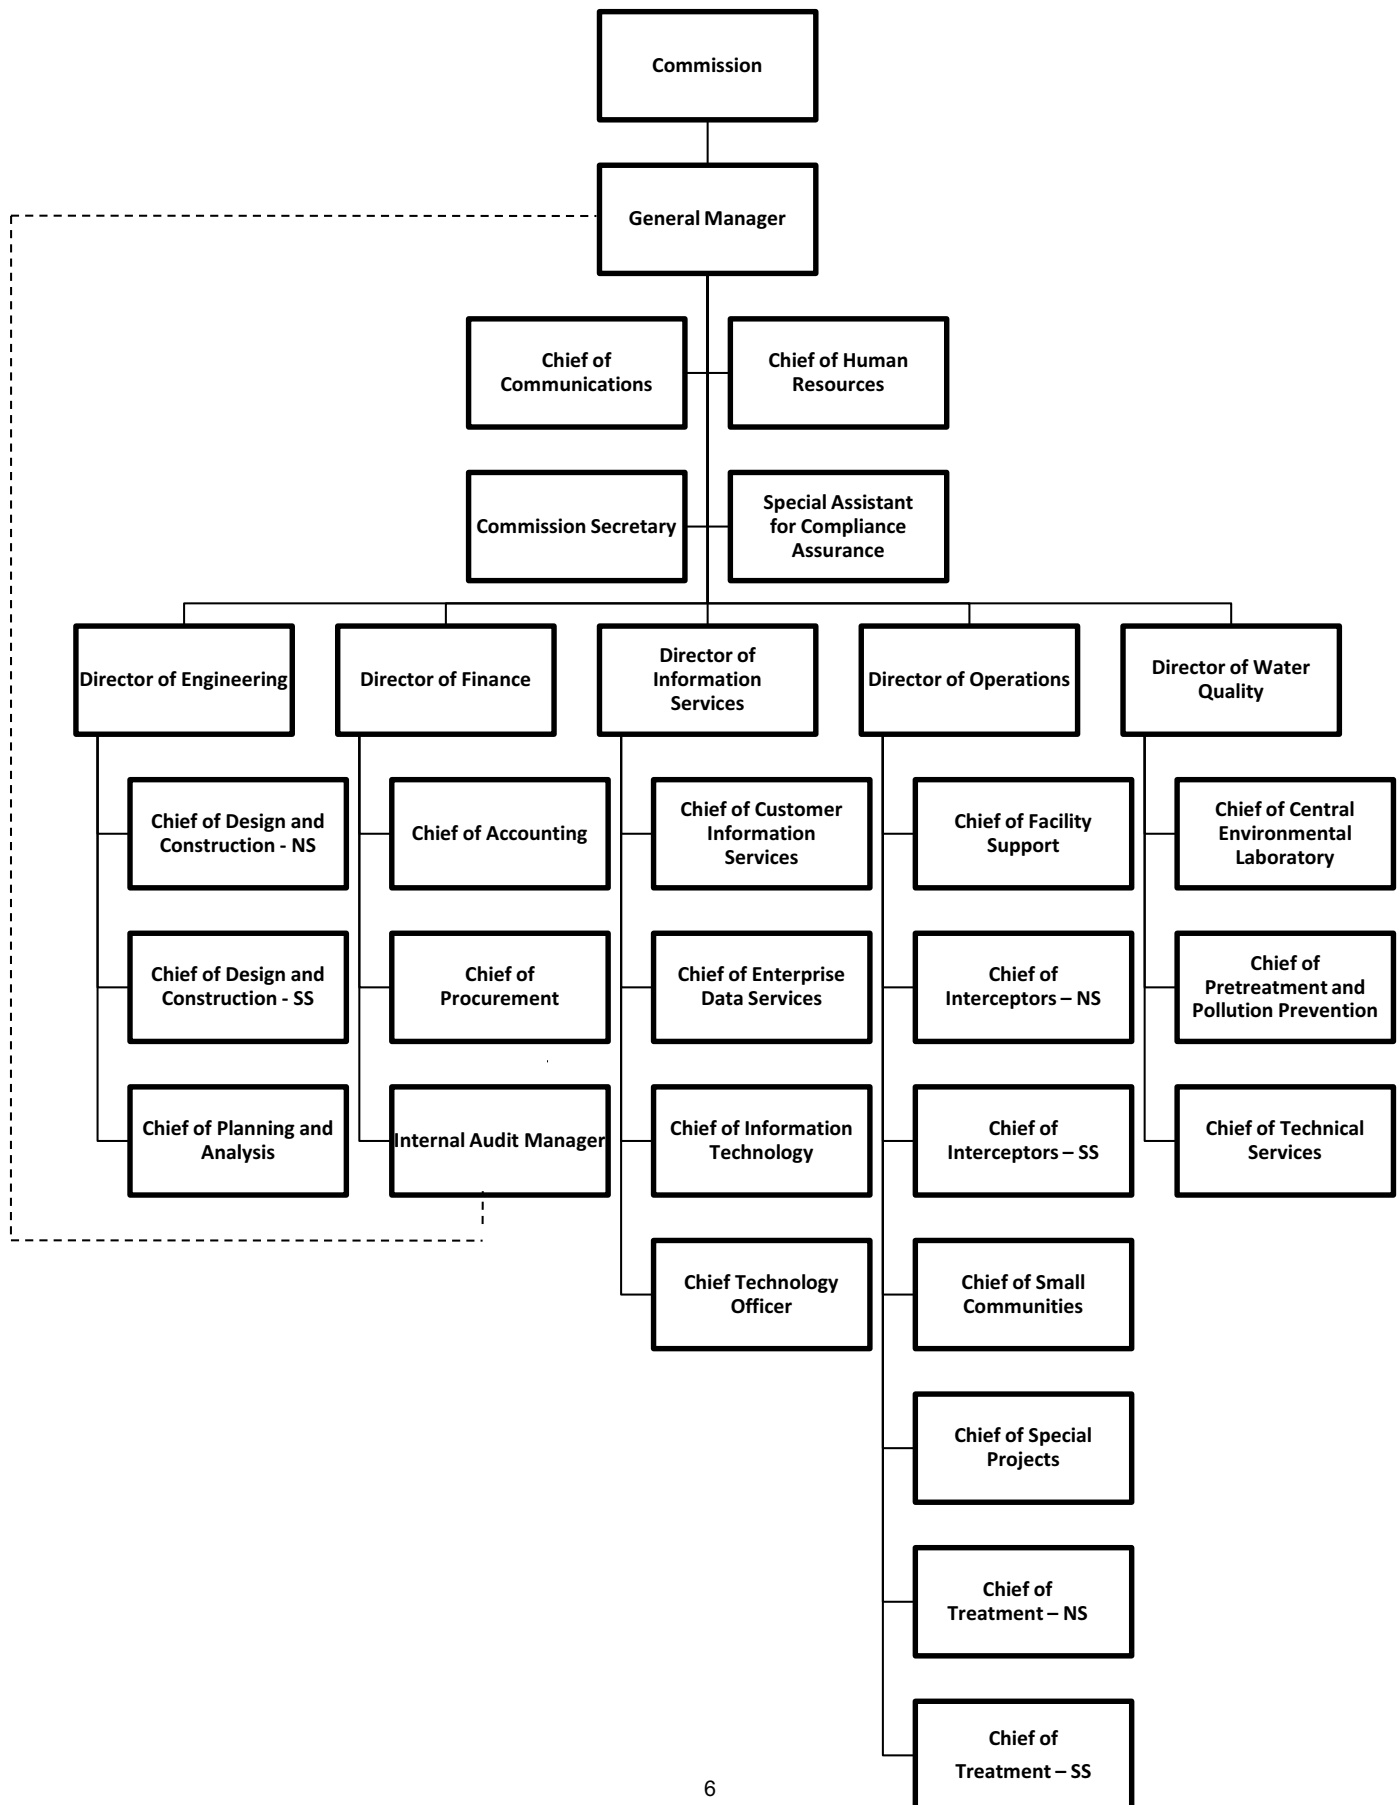 Commission
General Manager
Chief of
Communications
Chief of Human
Resources
Commission Secretary
Special Assistant
for Compliance
Assurance
Director of Engineering
Director of Finance
Director of
Information
Services
Director of Operations
Director of Water
Quality
Chief of Design and
Construction - NS
Chief of Design and
Construction - SS
Chief of Planning and
Analysis
Chief of Accounting
Chief of
Procurement
Internal Audit Manager
Chief of Customer
Information
Services
Chief of Enterprise
Data Services
Chief of Information
Technology
Chief Technology
Officer
Chief of Facility
Support
Chief of
Interceptors – NS
Chief of
Interceptors – SS
Chief of Small
Communities
Chief of Special
Projects
Chief of
Treatment – NS
Chief of
Treatment – SS
Chief of Central
Environmental
Laboratory
Chief of
Pretreatment and
Pollution Prevention
Chief of Technical
Services
6